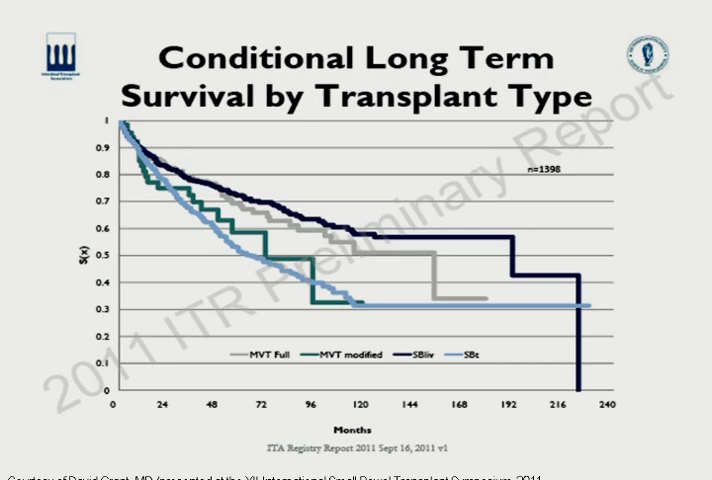 Conditional Long Term
Survival by Transplant Type
1
0.9
n=1398
0.8
0.7
0.6
0.5
S(x)
0.4
0.3
0.2
0.1
0
MVT Full MVT modified SBliv SBt
0 24 48 72 96 120 144 168 192 216 240
Months
ITA Registry Report 2011 Sept 16, 2011 v1
2011 ITR Preliminary Report